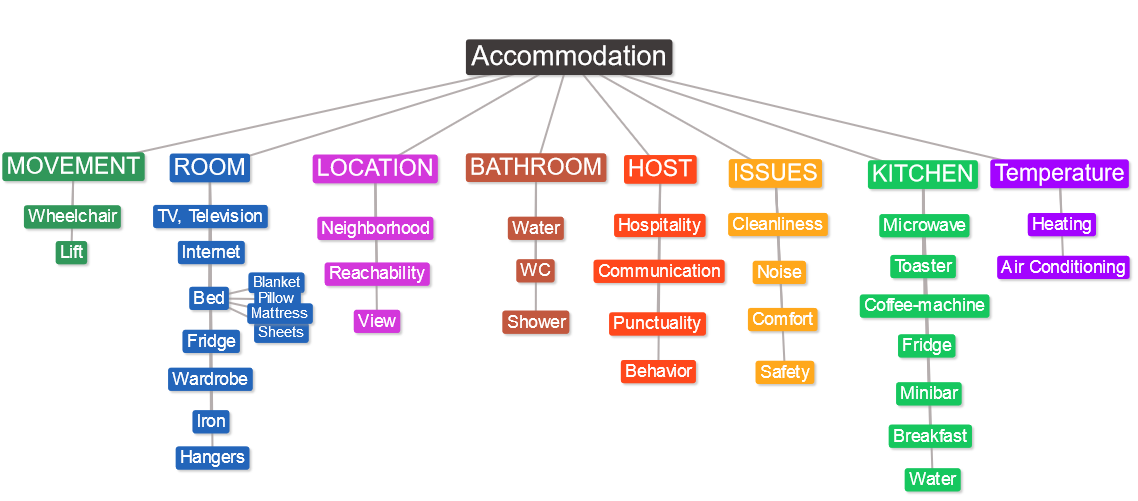 Accommodation
MOVEMENT
Wheelchair
Lift
ROOM
TV, Television
Internet
Bed
Blanket
Pillow
Mattress
Sheets
Fridge
Wardrobe
Iron
Hangers
LOCATION
Neighborhood
Reachability
View
BATHROOM
Water
WC
Shower
HOST
Hospitality
Communication
Punctuality
Behavior
ISSUES
Cleanliness
Noise
Comfort
Safety
KITCHEN
Microwave
Toaster
Coffee-machine
Fridge
Minibar
Breakfast
Water
Temperature
Heating
Air Conditioning